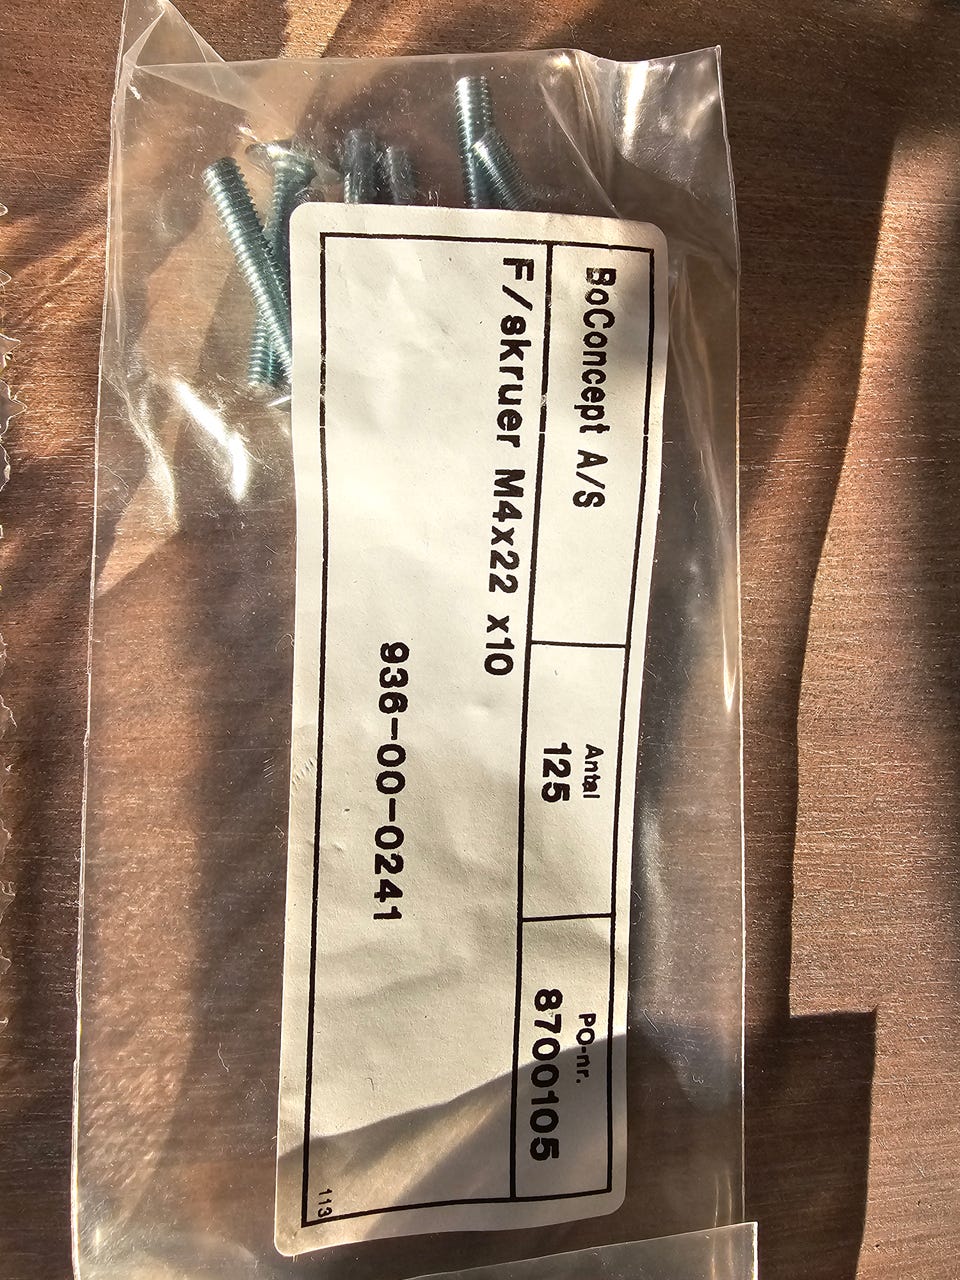 BoConcept A/S
Antal
125
PO-nr.
8700105
F/skruer M4x22 x10
936-00-0241
113